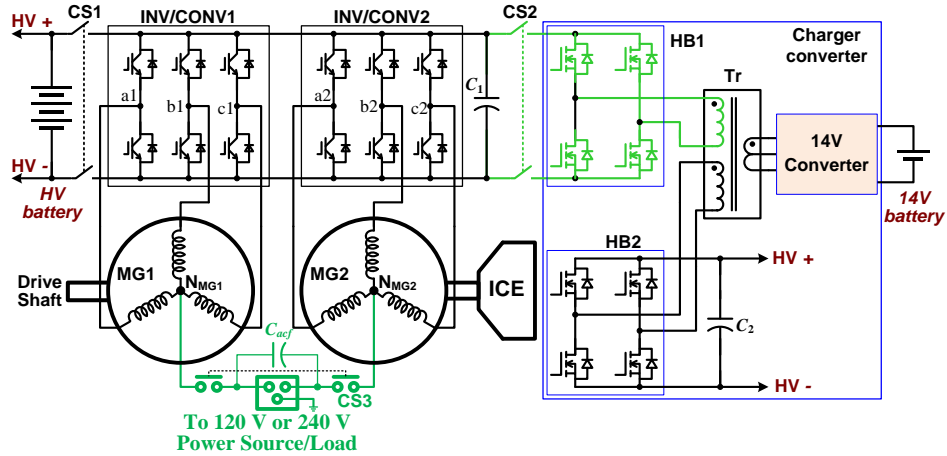 HV +
CS1
INV/CONV1
INV/CONV2
CS2
HB1
Charger
converter
Tr
C1
a1
b1
c1
a2
b2
c2
14V
Converter
HV -
HV
battery
14V
battery
HB2
MG1
NMG1
MG2
NMG2
ICE
Drive
Shaft
HV +
C2
HV -
Cacf
CS3
To 120 V or 240 V
Power Source/Load